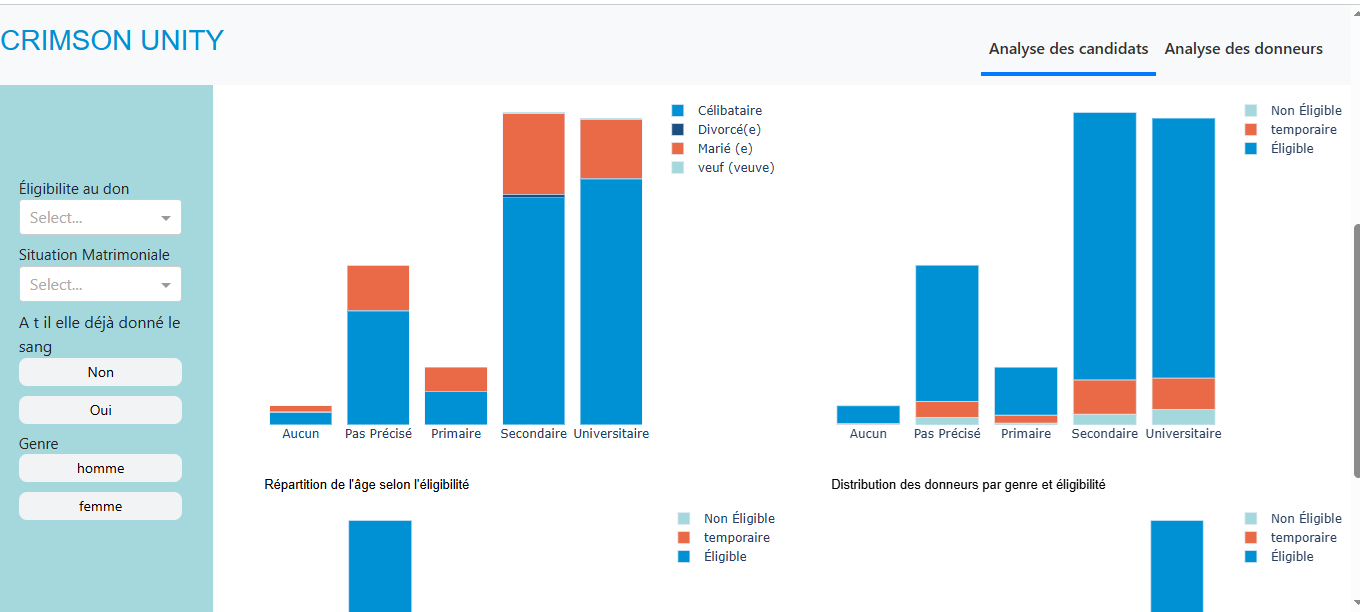 CRIMSON UNITY
Analyse des candidats
Analyse des donneurs
Éligibilite au don
Select...
Situation Matrimoniale
Select...
A t il elle déjà donné le
sang
Non
Oui
Genre
homme
femme
Célibataire
Divorcé(e)
Marié (e)
veuf (veuve)
Aucun
Pas Précisé
Primaire
Secondaire
Universitaire
Non Éligible
temporaire
Éligible
Aucun
Pas Précisé
Primaire
Secondaire
Universitaire
Répartition de l'âge selon l'éligibilité
Non Éligible
temporaire
Éligible
Distribution des donneurs par genre et éligibilité
Non Éligible
temporaire
Éligible